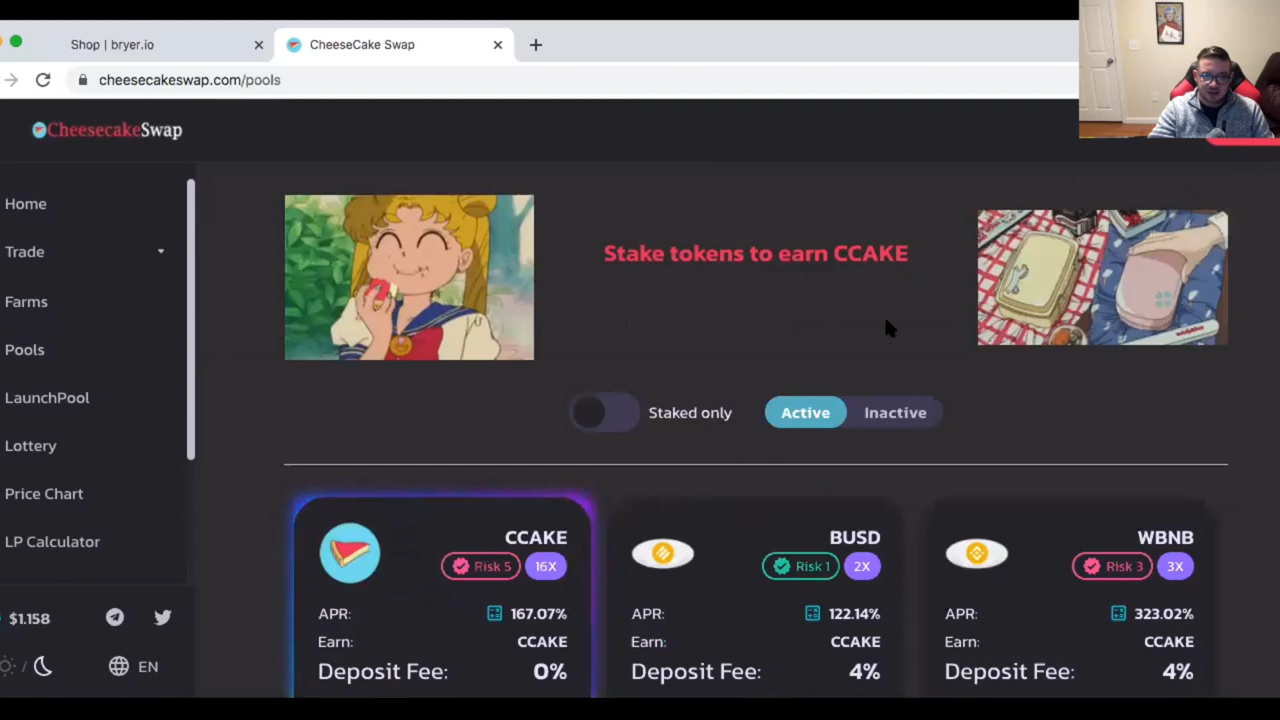 Shop | bryer.io
CheeseCake Swap
cheesecakeswap.com/pools
CheesecakeSwap
Home
Trade
Farms
Pools
LaunchPool
Lottery
Price Chart
LP Calculator
$1.158
/
EN
Stake tokens to earn CCAKE
Staked only
Active
Inactive
CCAKE
Risk 5
16X
APR: 167.07%
Earn: CCAKE
Deposit Fee: 0%
BUSD
Risk 1
2X
APR: 122.14%
Earn: CCAKE
Deposit Fee: 4%
WBNB
Risk 3
3X
APR: 323.02%
Earn: CCAKE
Deposit Fee: 4%